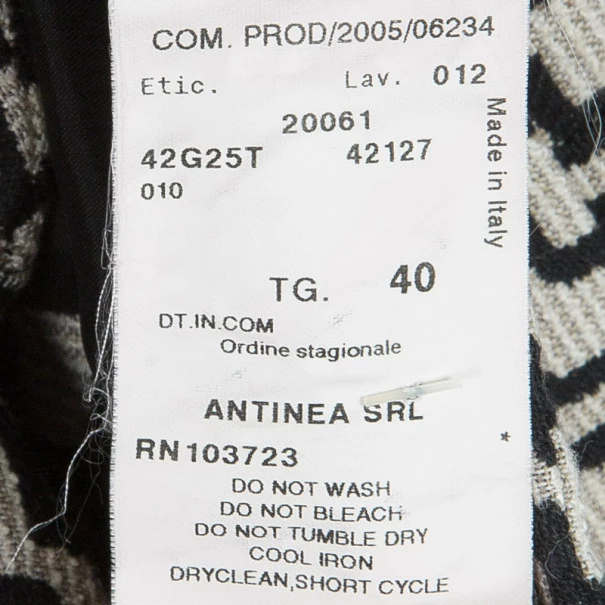 COM. PROD/2005/06234
Etic. Lav. 012
20061
42G25T 42127
010
Made in Italy
TG. 40
DT.IN.COM
Ordine stagionale
ANTINEA SRL
RN103723 *
DO NOT WASH
DO NOT BLEACH
DO NOT TUMBLE DRY
COOL IRON
DRYCLEAN,SHORT CYCLE